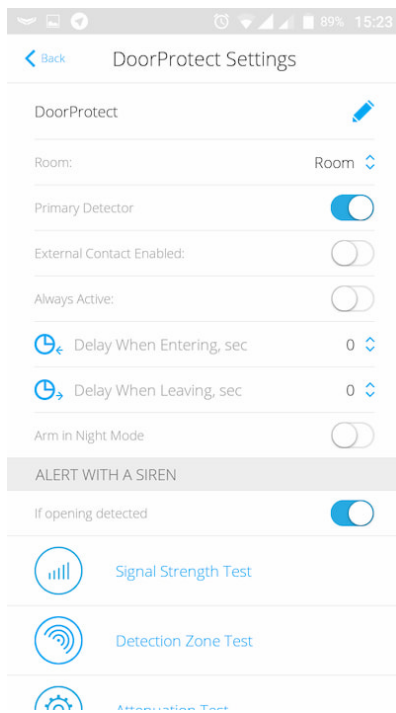 89% 15:23
Back DoorProtect Settings
DoorProtect
Room: Room
Primary Detector
External Contact Enabled:
Always Active:
Delay When Entering, sec 0
Delay When Leaving, sec 0
Arm in Night Mode
ALERT WITH A SIREN
If opening detected
Signal Strength Test
Detection Zone Test
Attenuation Test